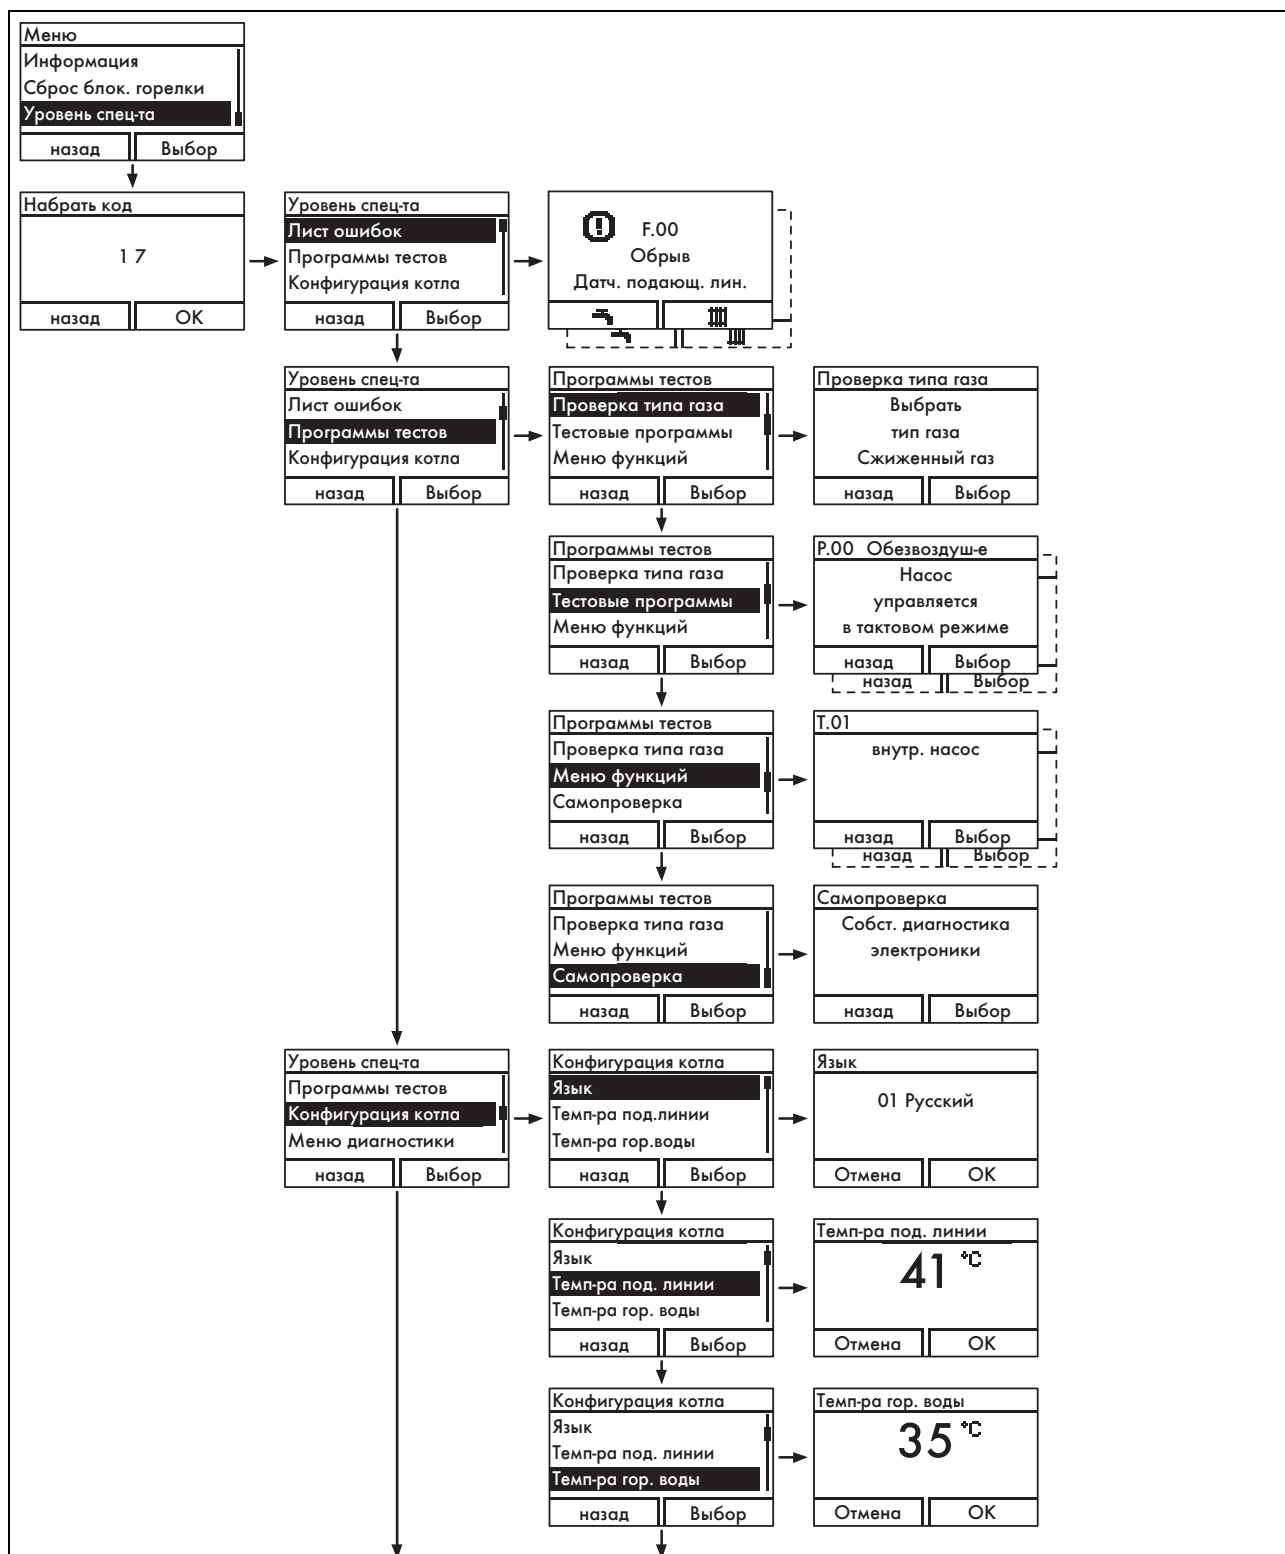 Меню
Информация
Сброс блок. горелки
Уровень спец-та
назад Выбор
Набрать код
1 7
назад OK
Уровень спец-та
Лист ошибок
Программы тестов
Конфигурация котла
назад Выбор
F.00
Обрыв
Датч. подающ. лин.
Уровень спец-та
Лист ошибок
Программы тестов
Конфигурация котла
назад Выбор
Программы тестов
Проверка типа газа
Тестовые программы
Меню функций
назад Выбор
Проверка типа газа
Выбрать
тип газа
Сжиженный газ
назад Выбор
Программы тестов
Проверка типа газа
Тестовые программы
Меню функций
назад Выбор
P.00 Обезвоздуш-е
Насос
управляется
в тактовом режиме
назад Выбор
назад Выбор
Программы тестов
Проверка типа газа
Меню функций
Самопроверка
назад Выбор
T.01
внутр. насос
назад Выбор
назад Выбор
Программы тестов
Проверка типа газа
Меню функций
Самопроверка
назад Выбор
Самопроверка
Собст. диагностика
электроники
назад Выбор
Уровень спец-та
Программы тестов
Конфигурация котла
Меню диагностики
назад Выбор
Конфигурация котла
Язык
Темп-ра под.линии
Темп-ра гор.воды
назад Выбор
Язык
01 Русский
Отмена OK
Конфигурация котла
Язык
Темп-ра под. линии
Темп-ра гор. воды
назад Выбор
Темп-ра под. линии
41 °C
Отмена OK
Конфигурация котла
Язык
Темп-ра под. линии
Темп-ра гор. воды
назад Выбор
Темп-ра гор. воды
35 °C
Отмена OK